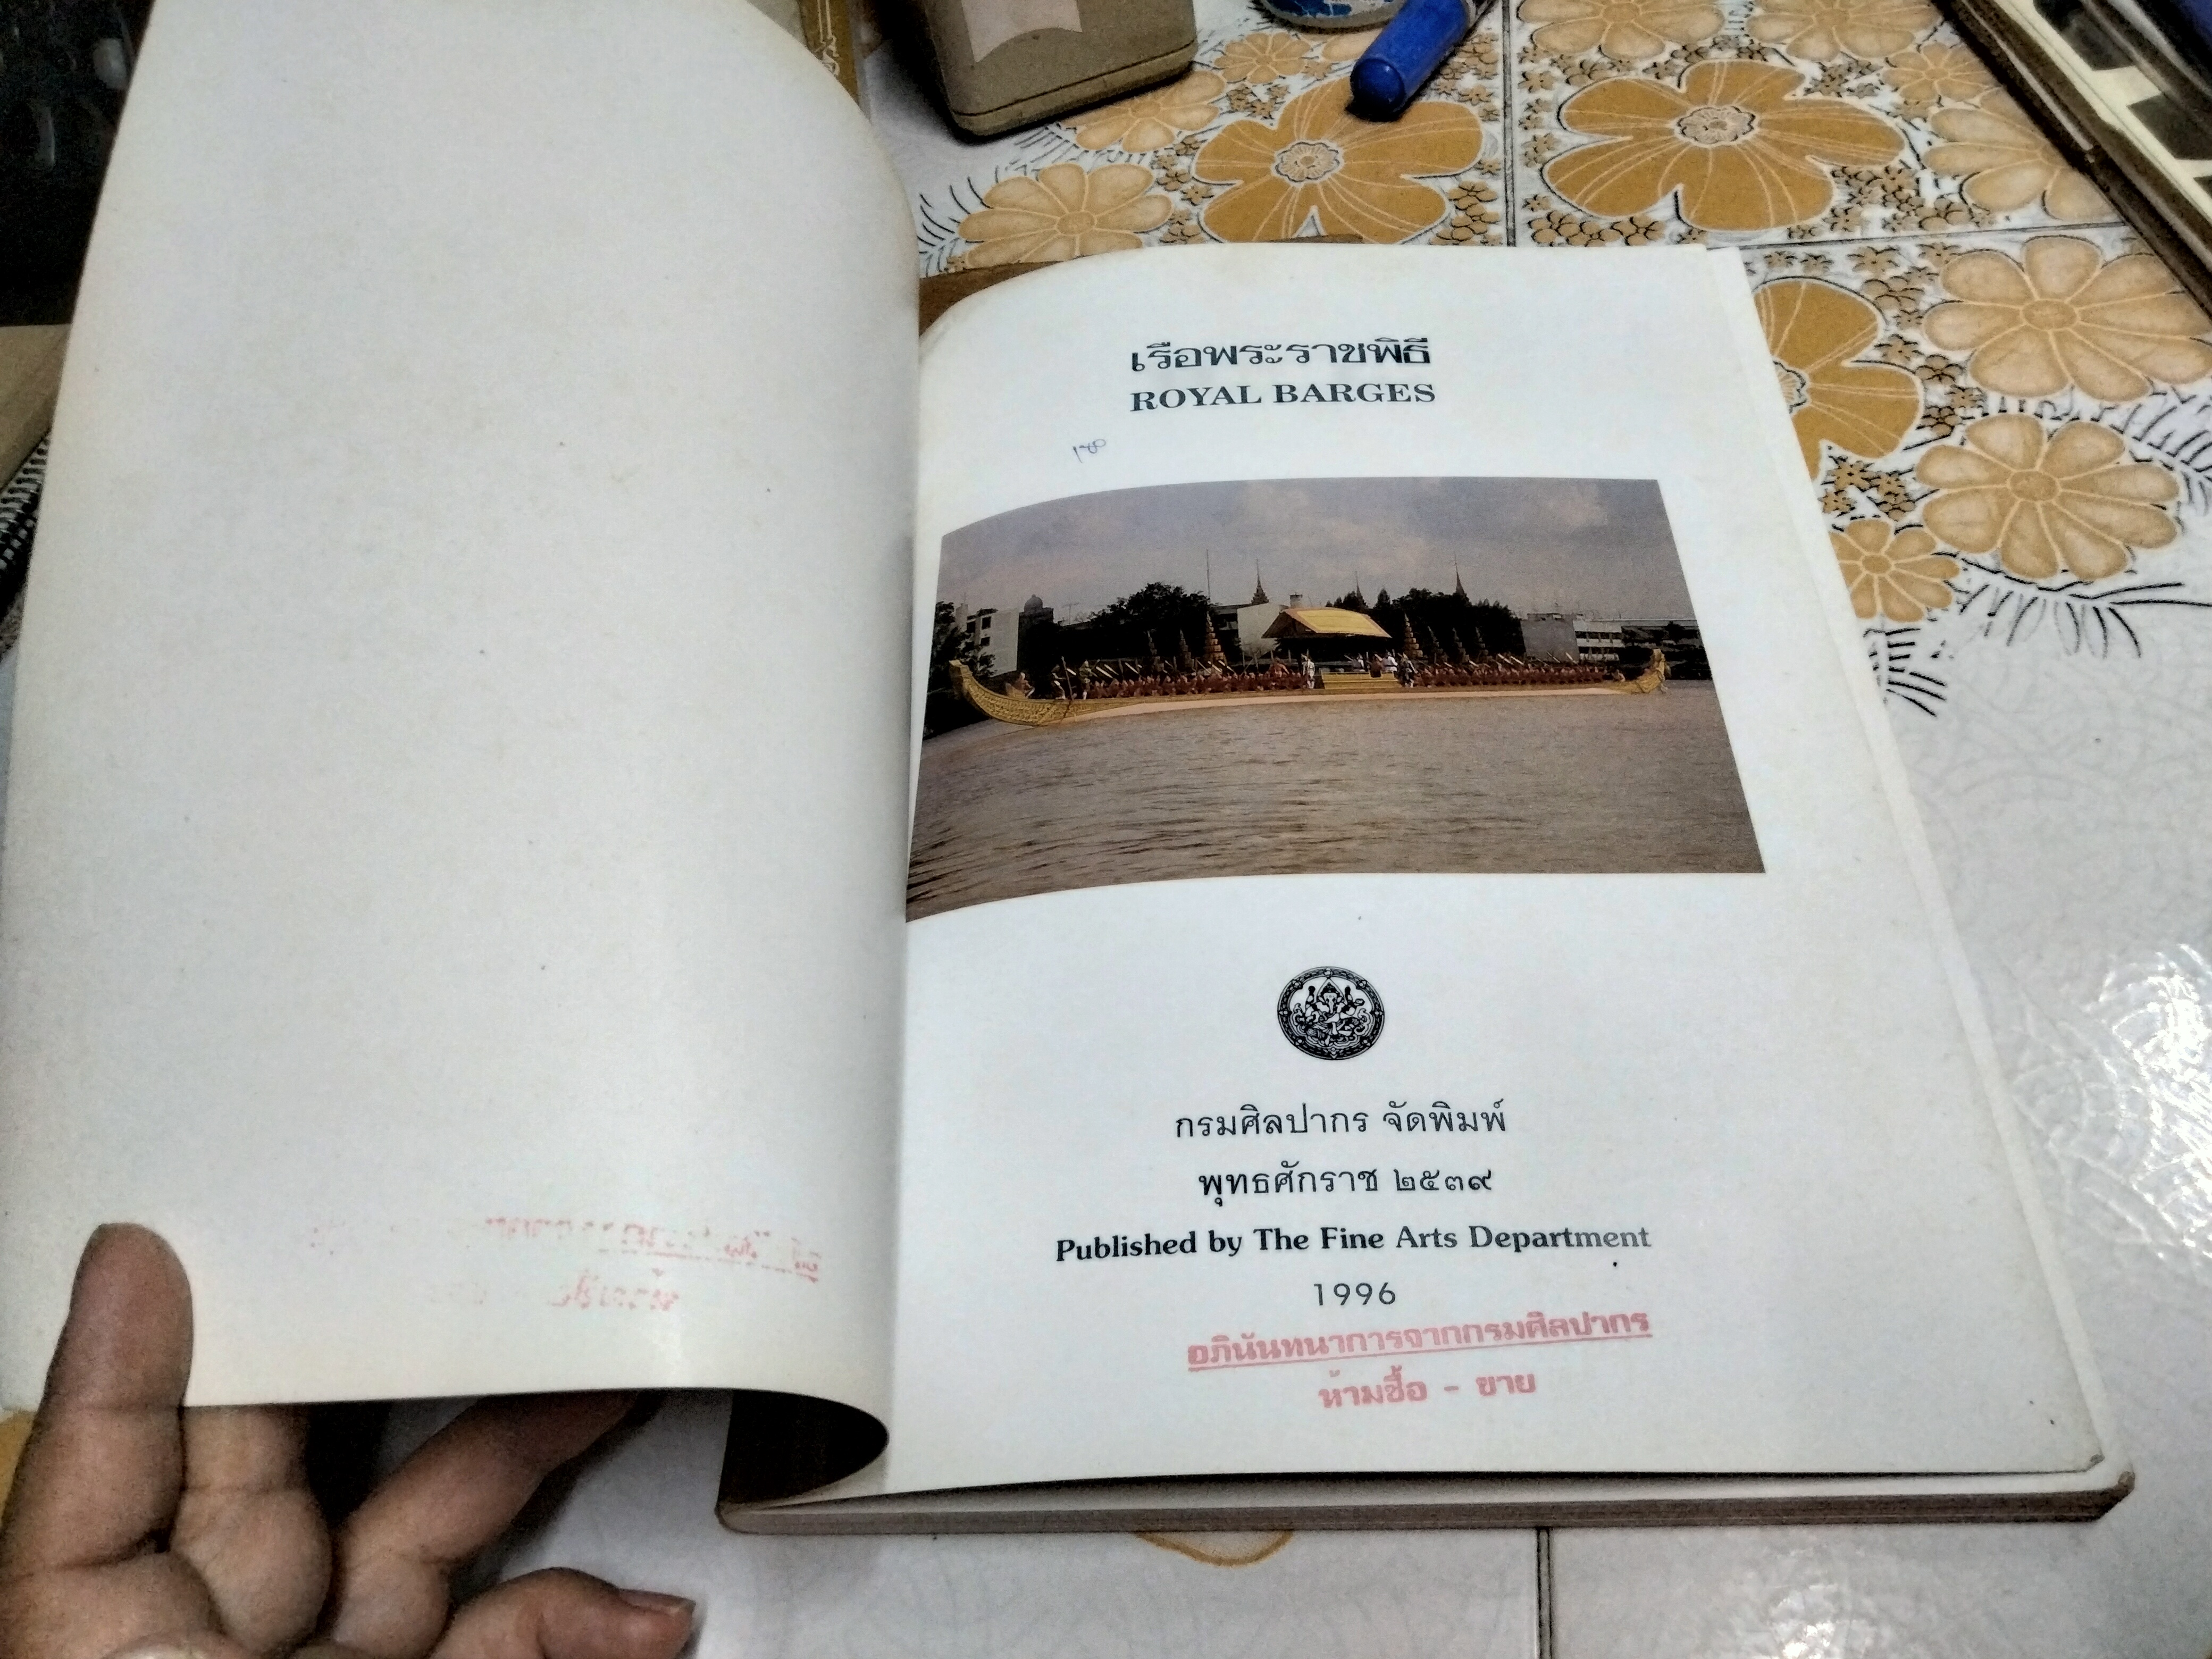 เรือพระราชพิธี
ROYAL BARGES
กรมศิลปากร จัดพิมพ์
พุทธศักราช ๒๕๓๙
Published by The Fine Arts Department
1996
อภินันทนาการจากกรมศิลปากร
ห้ามซื้อ - ขาย